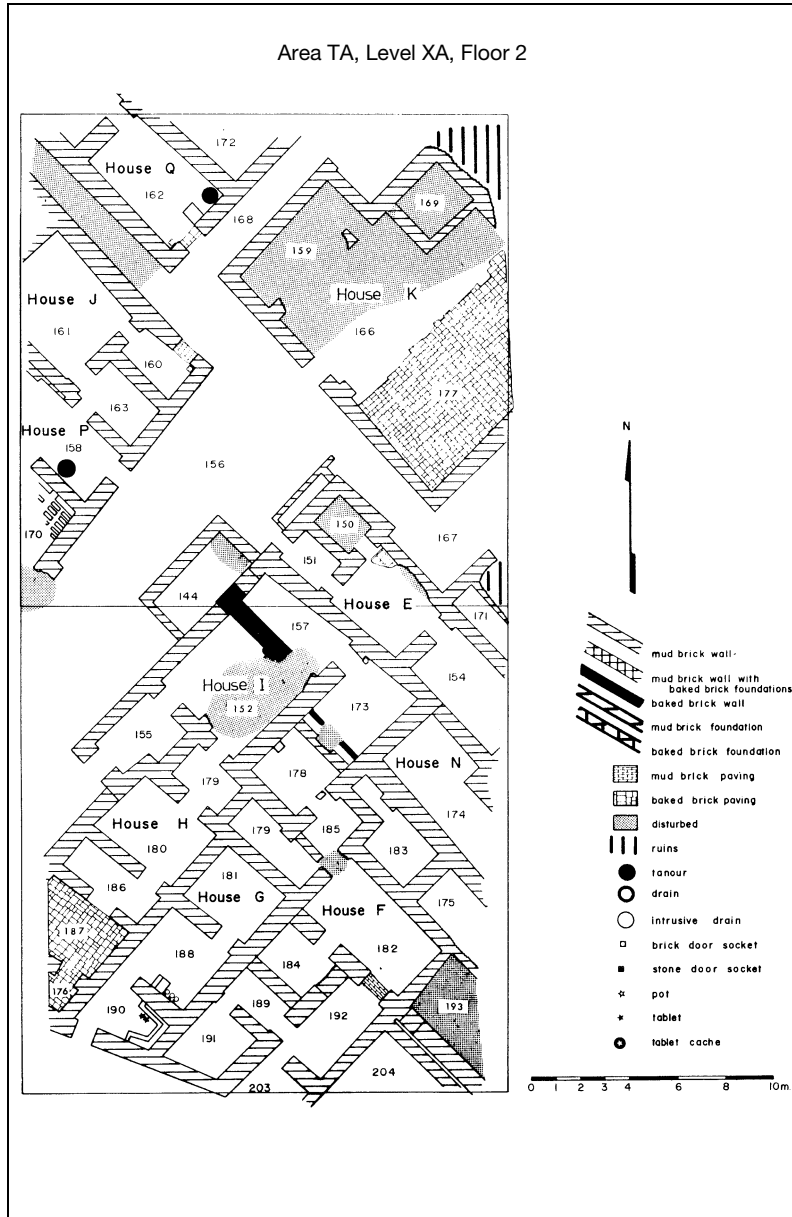 Area TA, Level XA, Floor 2
172
House Q
162
168
169
159
House K
House J
166
161
160
177
163
House P
158
156
170
150
167
151
144
House E
171
157
154
House I
152
173
155
House N
179
178
174
House H
179
185
183
180
181
186
House G
175
House F
187
188
182
184
176
193
190
189
192
191
204
203
N
mud brick wall
mud brick wall with
baked brick foundations
baked brick wall
mud brick foundation
baked brick foundation
mud brick paving
baked brick paving
disturbed
ruins
tanour
drain
intrusive drain
brick door socket
stone door socket
pot
tablet
tablet cache
0 1 2 3 4 6 8 10m.